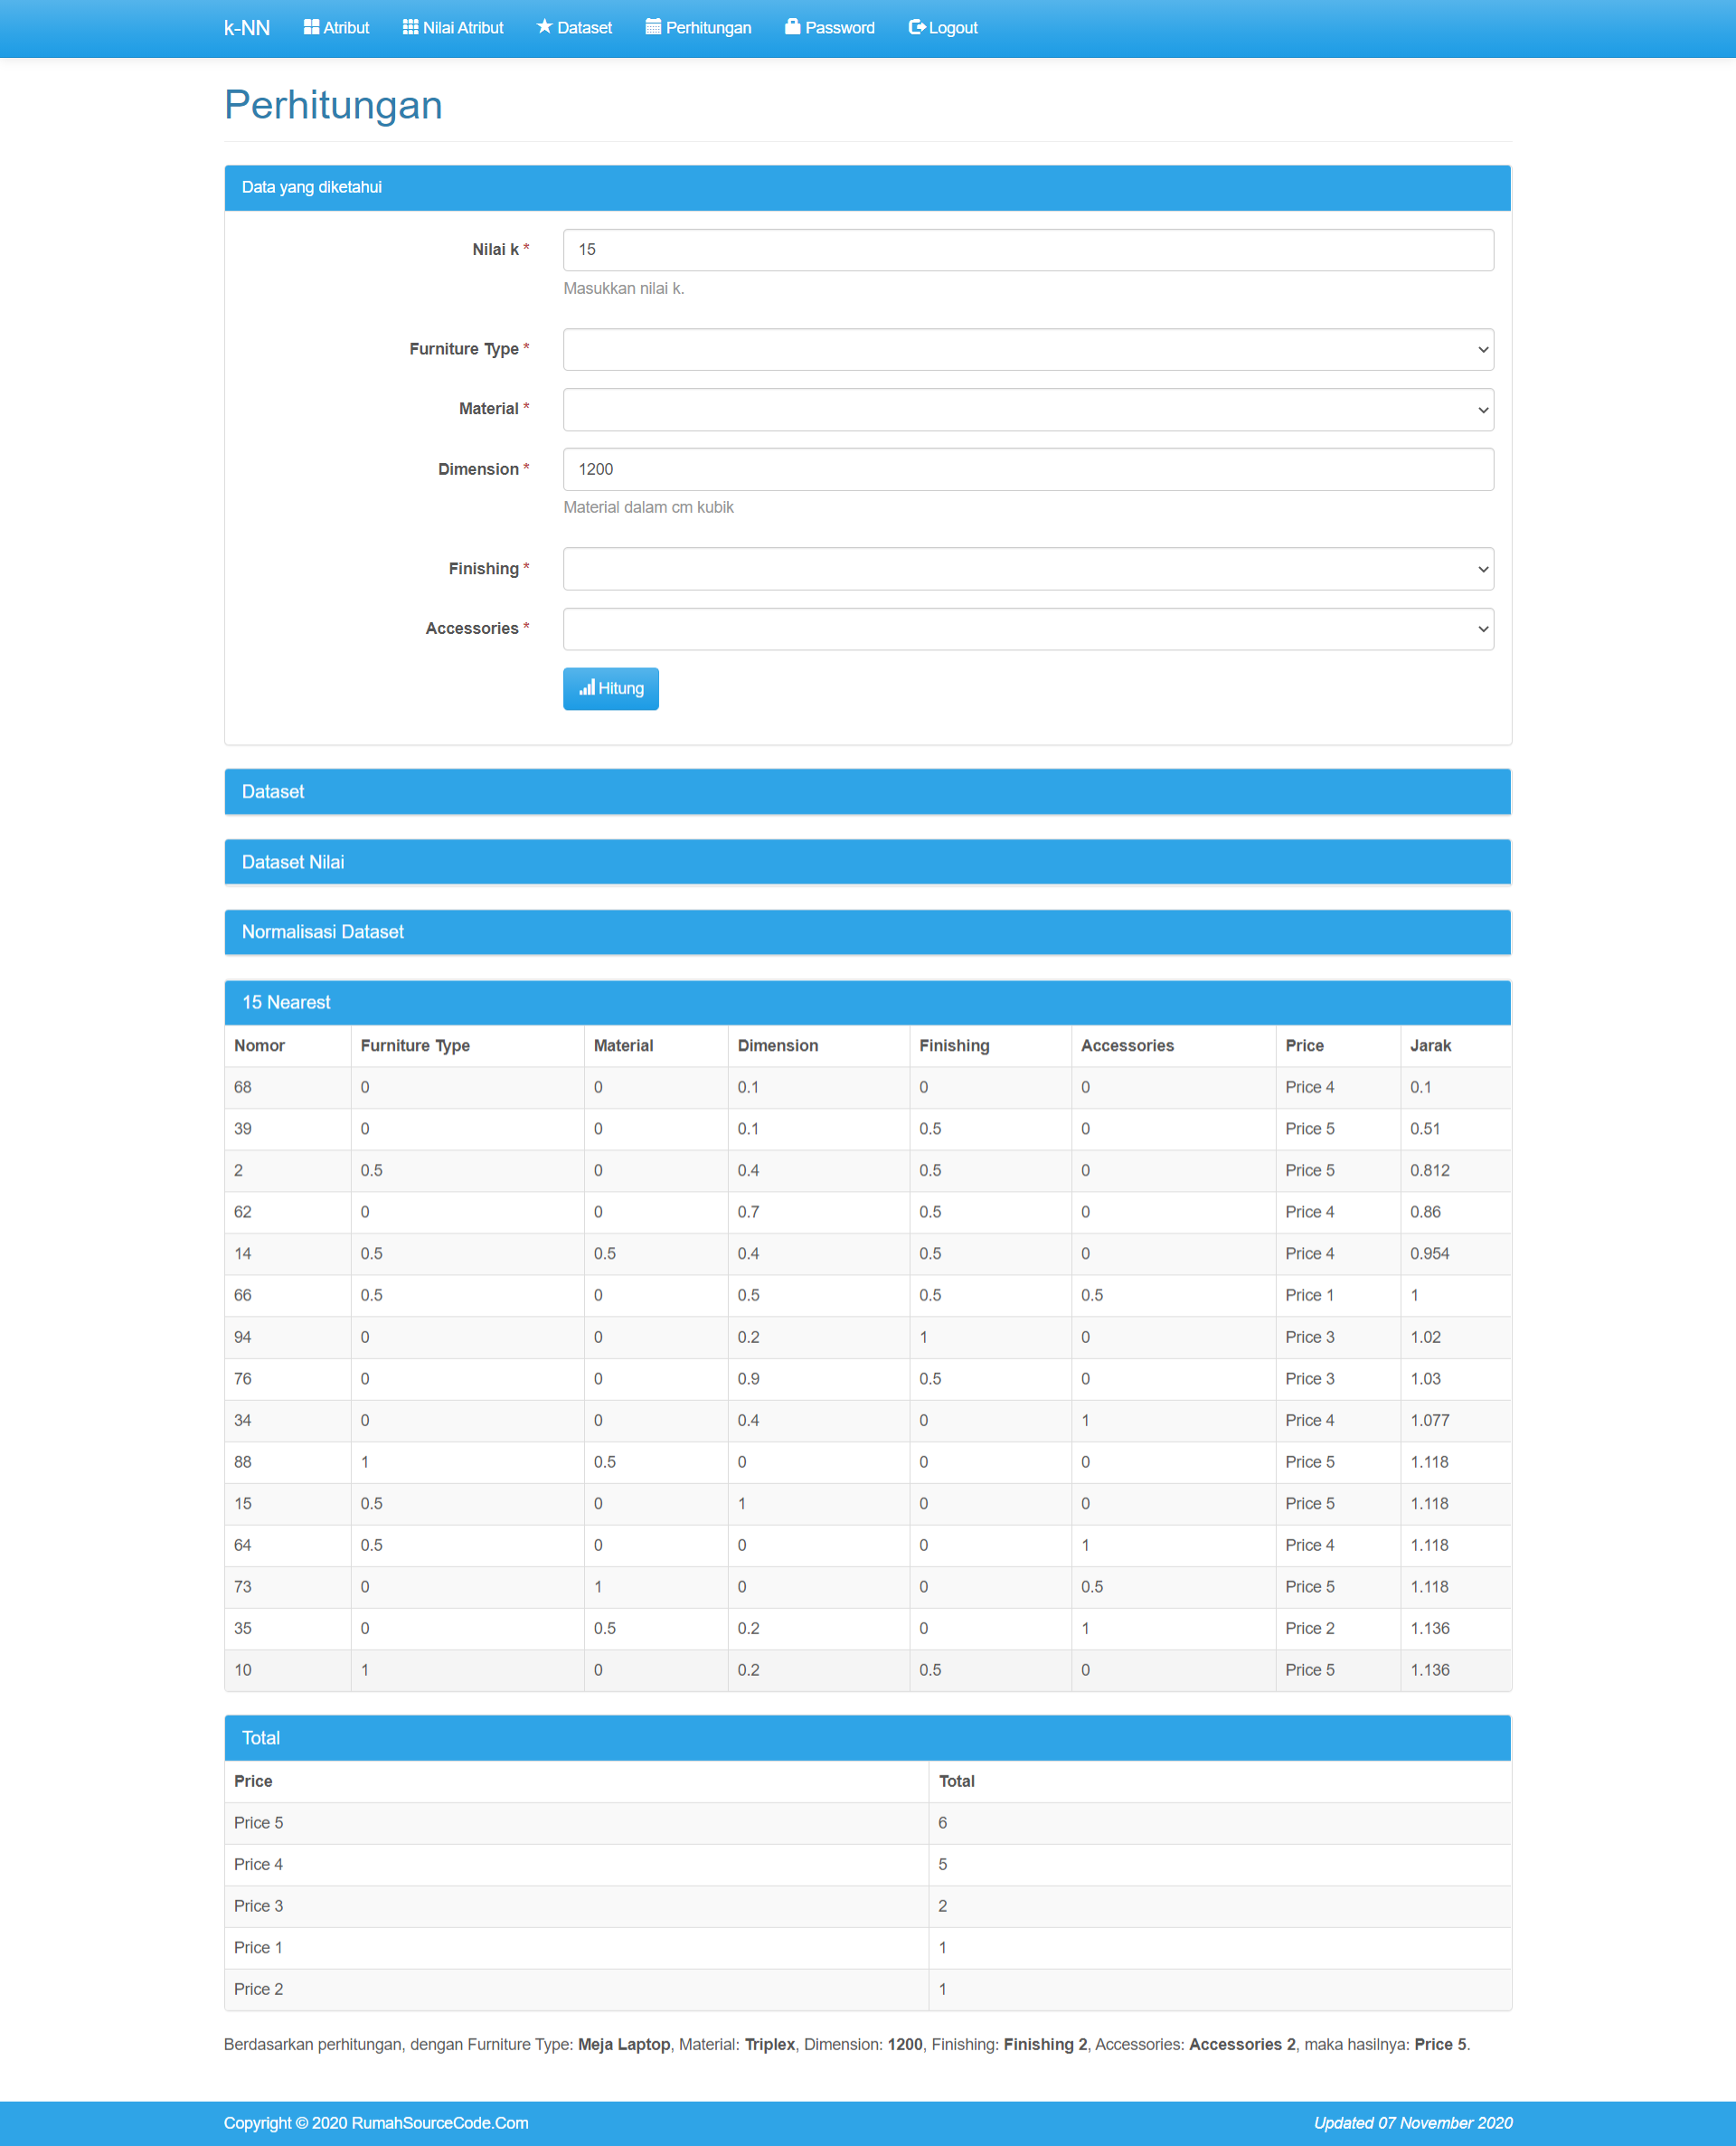 k-NN Atribut Nilai Atribut Dataset Perhitungan Password Logout
Perhitungan
Data yang diketahui
Nilai k * 15
Masukkan nilai k.
Furniture Type *
Material *
Dimension * 1200
Material dalam cm kubik
Finishing *
Accessories *
Hitung
Dataset
Dataset Nilai
Normalisasi Dataset
15 Nearest
Nomor Furniture Type Material Dimension Finishing Accessories Price Jarak
68 0 0 0.1 0 0 Price 4 0.1
39 0 0 0.1 0.5 0 Price 5 0.51
2 0.5 0 0.4 0.5 0 Price 5 0.812
62 0 0 0.7 0.5 0 Price 4 0.86
14 0.5 0.5 0.4 0.5 0 Price 4 0.954
66 0.5 0 0.5 0.5 0.5 Price 1 1
94 0 0 0.2 1 0 Price 3 1.02
76 0 0 0.9 0.5 0 Price 3 1.03
34 0 0 0.4 0 1 Price 4 1.077
88 1 0.5 0 0 0 Price 5 1.118
15 0.5 0 1 0 0 Price 5 1.118
64 0.5 0 0 0 1 Price 4 1.118
73 0 1 0 0 0.5 Price 5 1.118
35 0 0.5 0.2 0 1 Price 2 1.136
10 1 0 0.2 0.5 0 Price 5 1.136
Total
Price Total
Price 5 6
Price 4 5
Price 3 2
Price 1 1
Price 2 1
Berdasarkan perhitungan, dengan Furniture Type: Meja Laptop, Material: Triplex, Dimension: 1200, Finishing: Finishing 2, Accessories: Accessories 2, maka hasilnya: Price 5.
Copyright © 2020 RumahSourceCode.Com Updated 07 November 2020